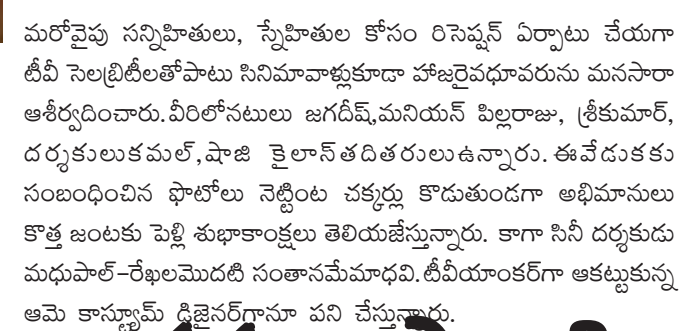 మరోవైపు సన్నిహితులు, స్నేహితుల కోసం రిసెప్షన్ ఏర్పాటు చేయగా
టీవీ సెలబ్రిటీలతోపాటు సినిమావాళ్లుకూడా హాజరైవధూవరును మనసారా
ఆశీర్వదించారు.వీరిలోనటులు జగదీష్,మనియన్ పిల్లరాజు, శ్రీకుమార్,
దర్శకులుకమల్,షాజి కైలాస్‌తదితరులుఉన్నారు. ఈవేడుకకు
సంబంధించిన ఫొటోలు నెట్టింట చక్కర్లు కొడుతుండగా అభిమానులు
కొత్త జంటకు పెళ్లి శుభాకాంక్షలు తెలియజేస్తున్నారు. కాగా సినీ దర్శకుడు
మధుపాల్-రేఖలమొదటి సంతానమేమాధవి.టీవీయాంకర్‌గా ఆకట్టుకున్న
ఆమె కాస్ట్యూమ్ డిజైనర్‌గానూ పని చేస్తున్నారు.